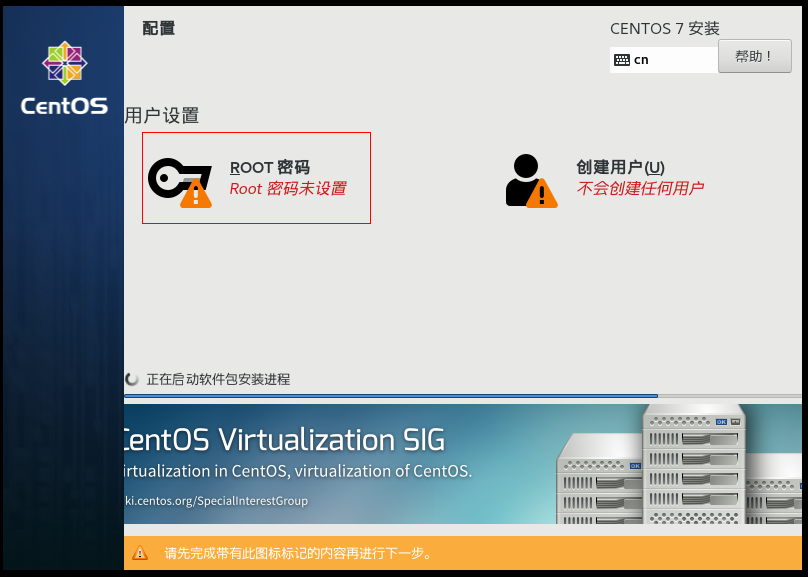 CentOS
配置
CENTOS 7 安装
cn
帮助！
用户设置
ROOT 密码
Root 密码未设置
创建用户(U)
不会创建任何用户
正在启动软件包安装进程
CentOS Virtualization SIG
irtualization in CentOS, virtualization of CentOS.
ki.centos.org/SpecialInterestGroup
OK
OK
请先完成带有此图标标记的内容再进行下一步。